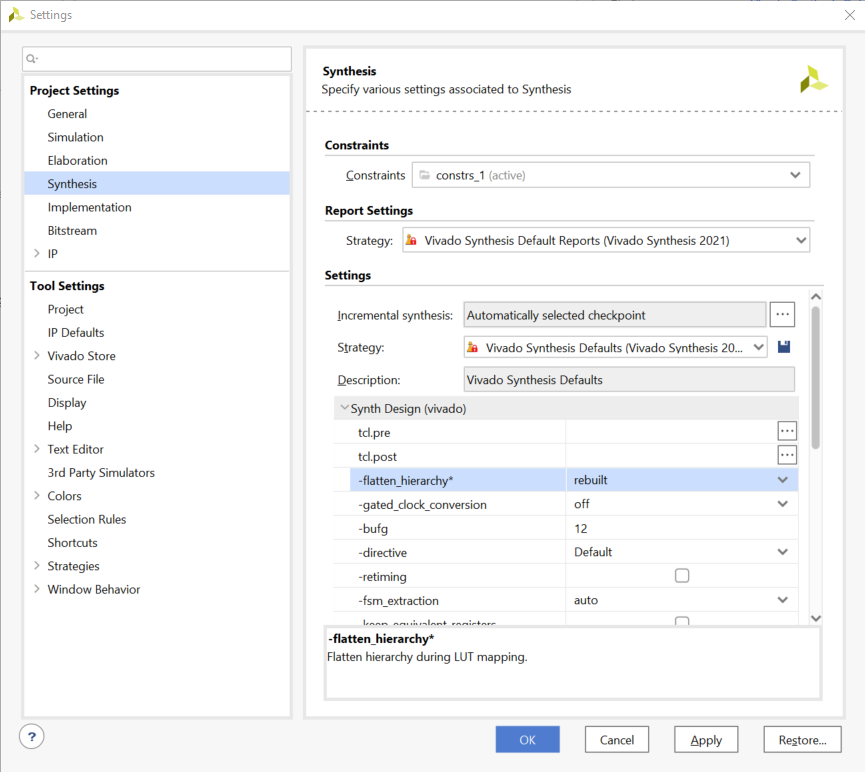 Settings
Project Settings
General
Simulation
Elaboration
Synthesis
Implementation
Bitstream
IP
Tool Settings
Project
IP Defaults
Vivado Store
Source File
Display
Help
Text Editor
3rd Party Simulators
Colors
Selection Rules
Shortcuts
Strategies
Window Behavior
Synthesis
Specify various settings associated to Synthesis
Constraints
Constraints constrs_1 (active)
Report Settings
Strategy: Vivado Synthesis Default Reports (Vivado Synthesis 2021)
Settings
Incremental synthesis: Automatically selected checkpoint ...
Strategy: Vivado Synthesis Defaults (Vivado Synthesis 20...
Description: Vivado Synthesis Defaults
Synth Design (vivado)
tcl.pre ...
tcl.post ...
-flatten_hierarchy* rebuilt
-gated_clock_conversion off
-bufg 12
-directive Default
-retiming
-fsm_extraction auto
-keep_equivalent_registers
-flatten_hierarchy*
Flatten hierarchy during LUT mapping.
? OK Cancel Apply Restore...